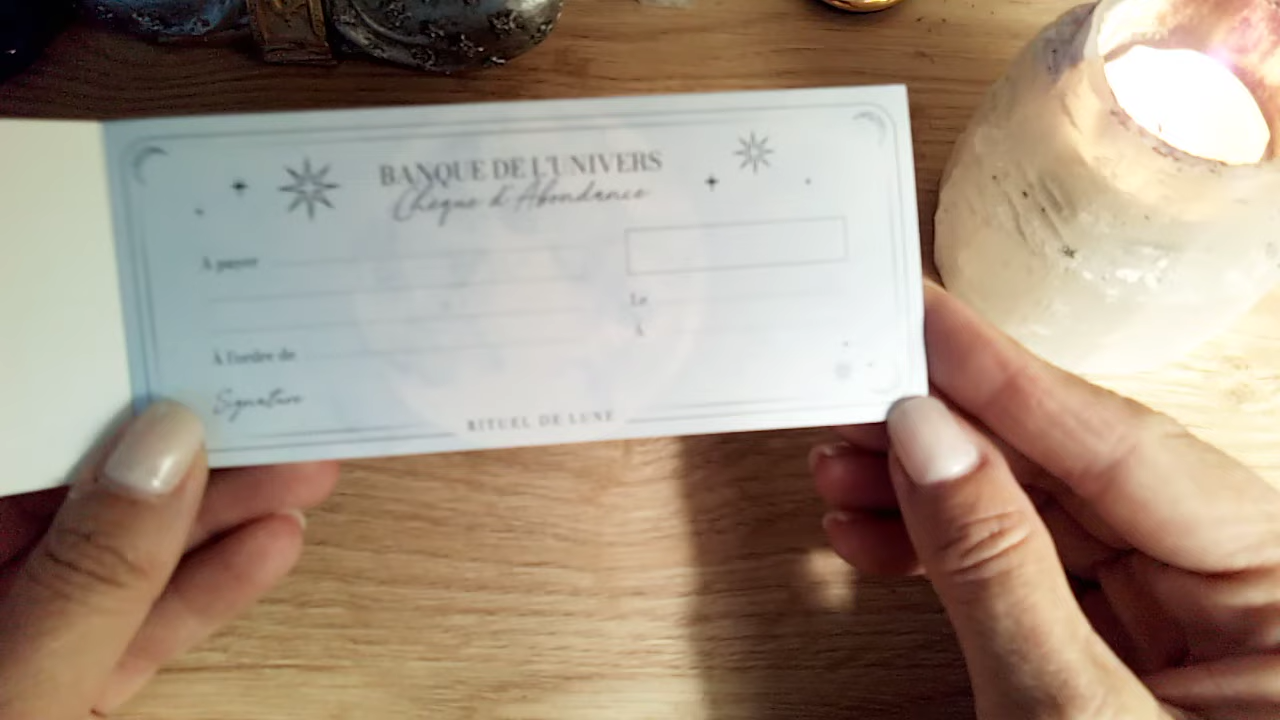 BANQUE DE L'UNIVERS
Chèque d'Abondance
À payer
Le
À
À l'ordre de
Signature
RITUEL DE LUNE